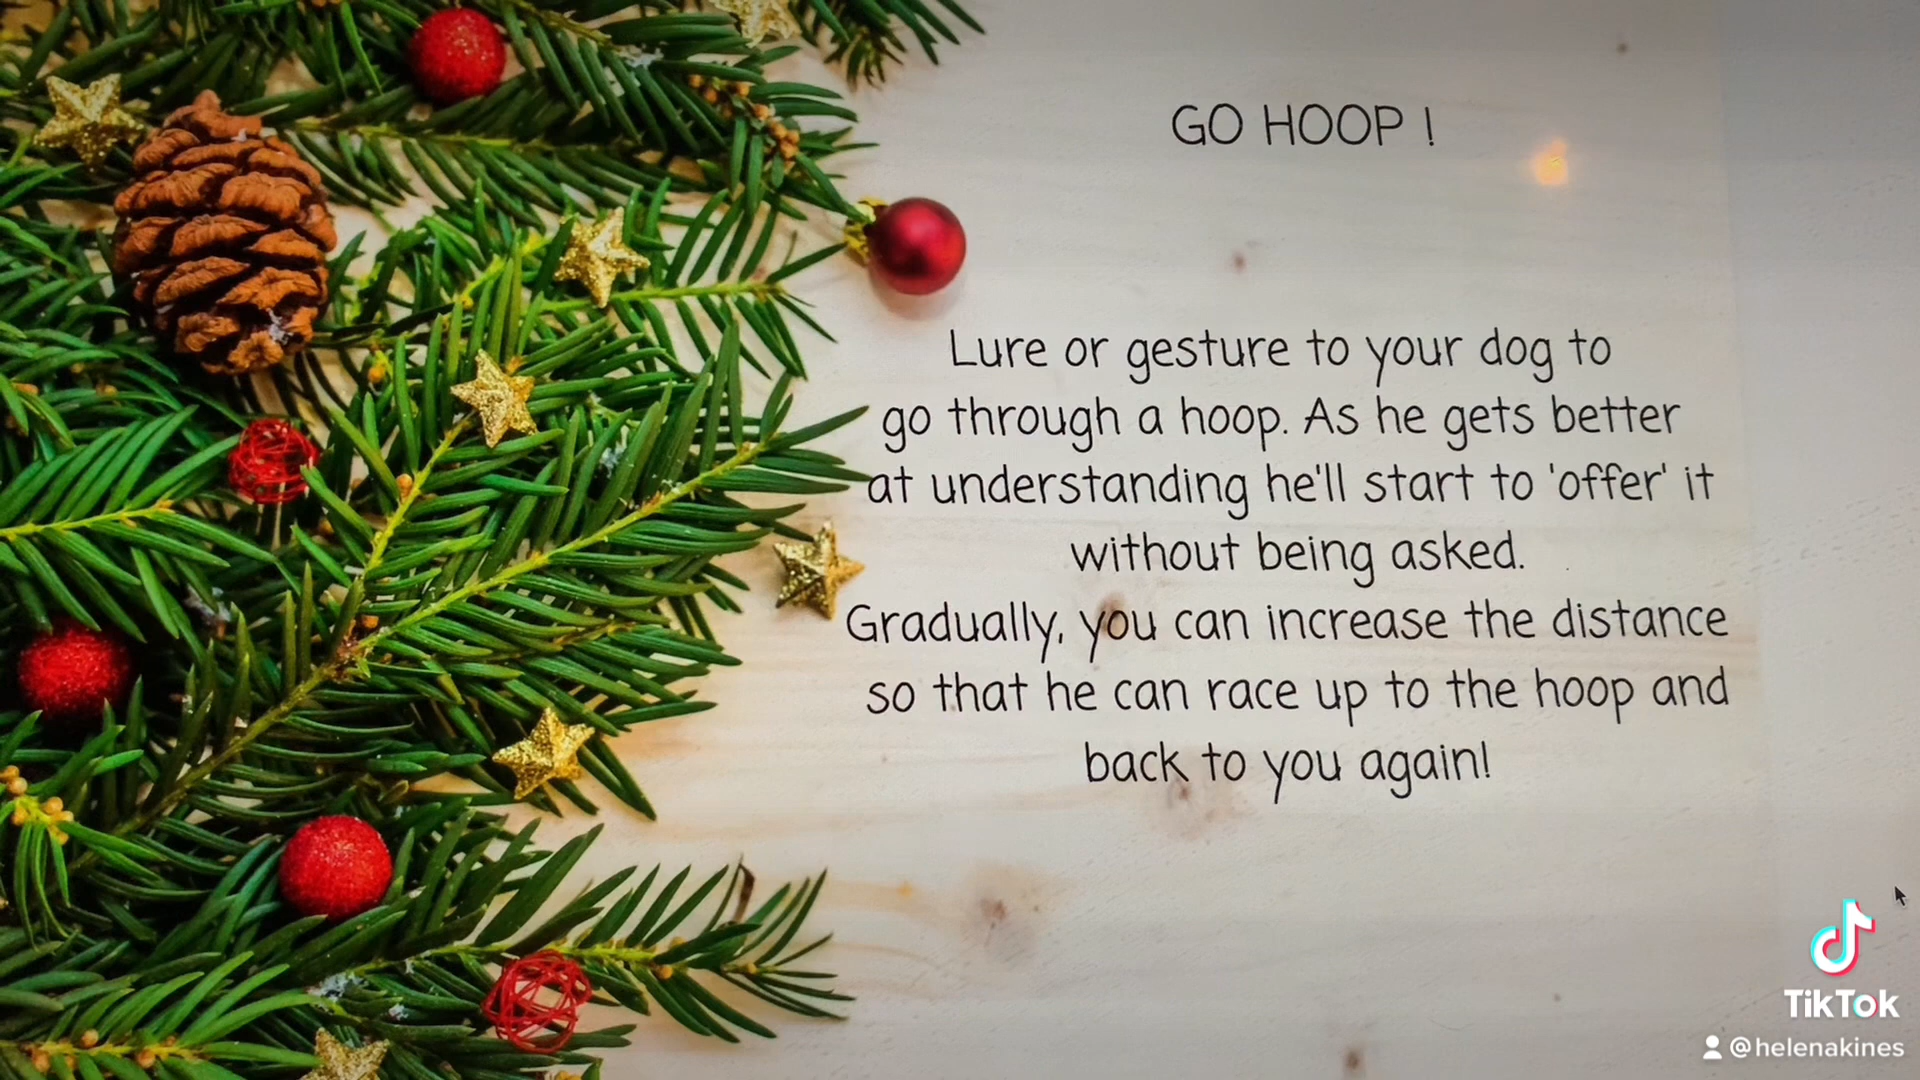 GO HOOP !
Lure or gesture to your dog to
go through a hoop. As he gets better
at understanding he'll start to 'offer' it
without being asked.
Gradually, you can increase the distance
so that he can race up to the hoop and
back to you again!
TikTok
@helenakines